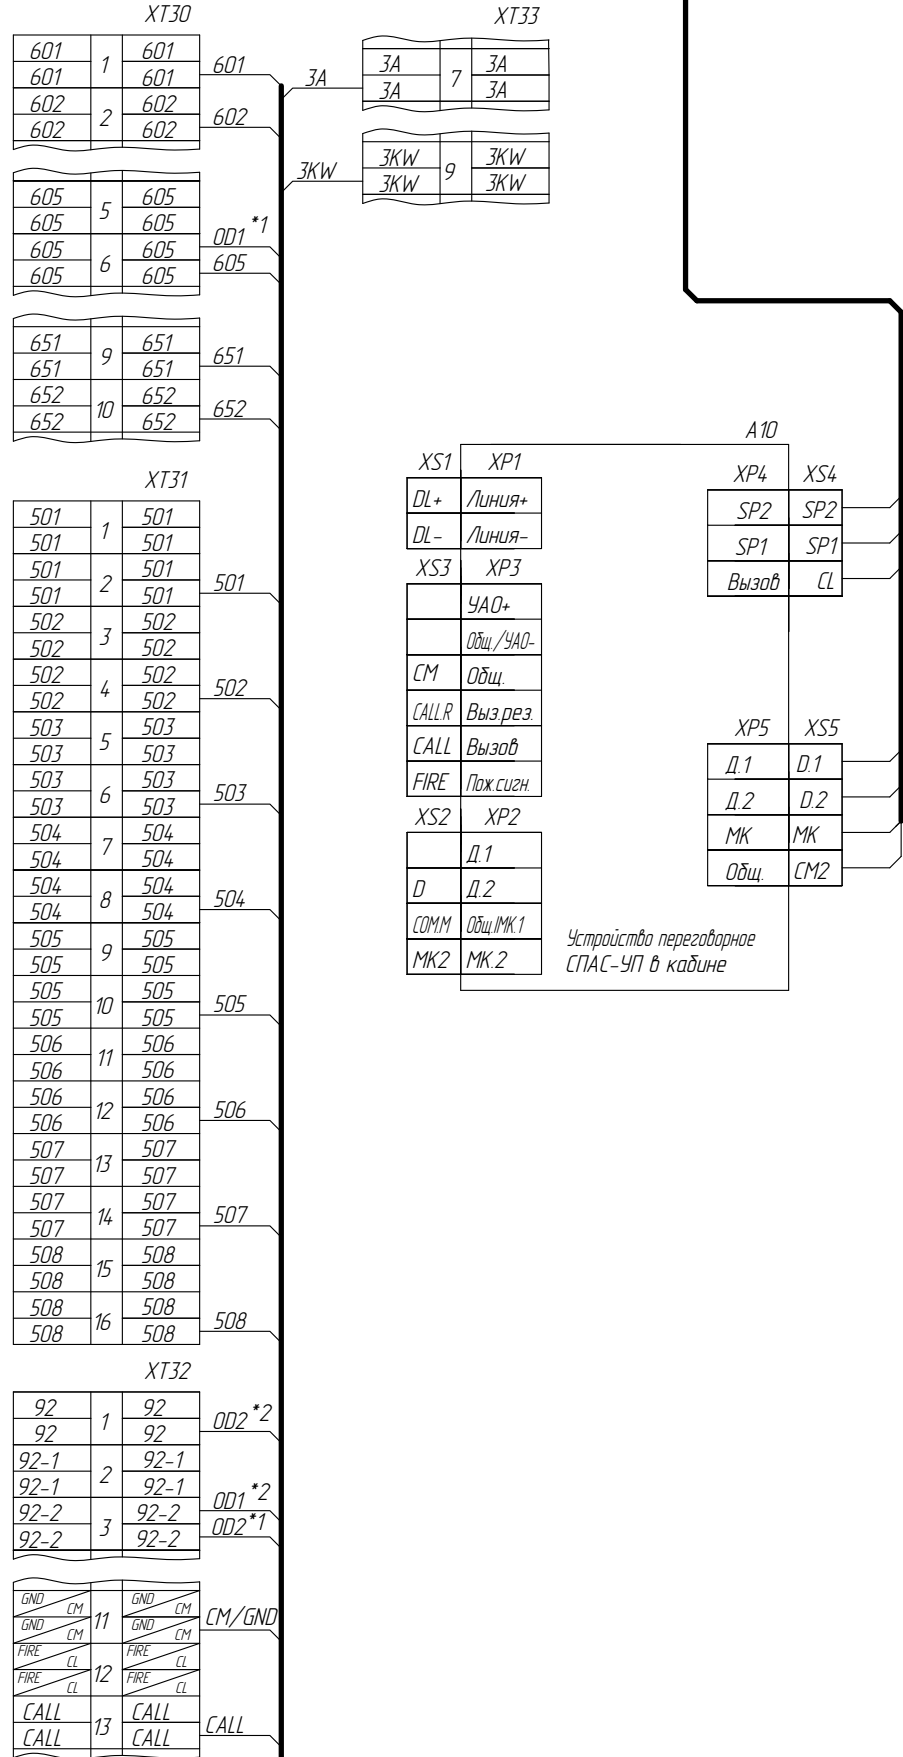 XT30
601 1 601
601 601 601
602 2 602 602
602 602
605 5 605
605 605
605 6 605 0D1 *1
605 605 605
651 9 651 651
651 651
652 10 652 652
652 652
XT31
501 1 501
501 501
501 2 501 501
501 501
502 3 502
502 502
502 4 502 502
502 502
503 5 503
503 503
503 6 503 503
503 503
504 7 504
504 504
504 8 504 504
504 504
505 9 505
505 505
505 10 505 505
505 505
506 11 506
506 506
506 12 506 506
506 506
507 13 507
507 507
507 14 507 507
507 507
508 15 508
508 508
508 16 508 508
508 508
XT32
92 1 92 0D2 *2
92 92
92-1 2 92-1
92-1 92-1
92-2 3 92-2 0D1 *2
92-2 92-2 0D2 *1
GND CM 11 GND CM CM/GND
GND CM GND CM
FIRE CL 12 FIRE CL
FIRE CL FIRE CL
CALL 13 CALL CALL
CALL CALL
XT33
3A 3A 7 3A
3A 3A
3KW 3KW 9 3KW
3KW 3KW
A10
XS1 XP1
DL+ Линия+
DL- Линия-
XS3 XP3
УАО+
Общ./УАО-
CM Общ.
CALL.R Выз.рез.
CALL Вызов
FIRE Пож.сигн.
XS2 XP2
Д.1
D Д.2
COM.M Общ.|МК.1
MK2 МК.2
XP4 XS4
SP2 SP2
SP1 SP1
Вызов CL
XP5 XS5
Д.1 D.1
Д.2 D.2
МК MK
Общ. CM2
Устройство переговорное
СПАС-УП в кабине